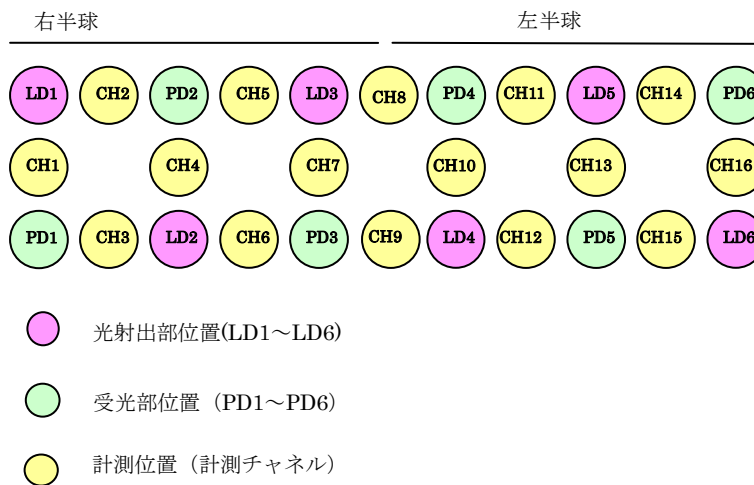 右半球 左半球
LD1 CH2 PD2 CH5 LD3 CH8 PD4 CH11 LD5 CH14 PD6
CH1 CH4 CH7 CH10 CH13 CH16
PD1 CH3 LD2 CH6 PD3 CH9 LD4 CH12 PD5 CH15 LD6
光射出部位置(LD1～LD6)
受光部位置（PD1～PD6）
計測位置（計測チャネル）